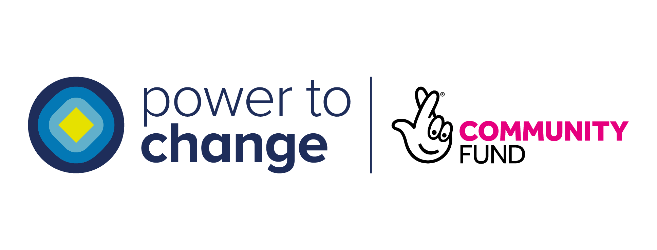 power to
change
COMMUNITY
FUND